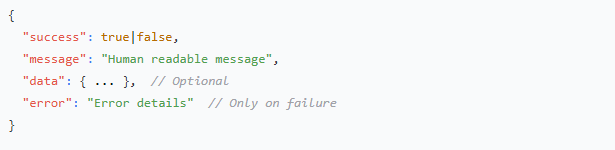 {
  "success": true|false,
  "message": "Human readable message",
  "data": { ... },  // Optional
  "error": "Error details"  // Only on failure
}